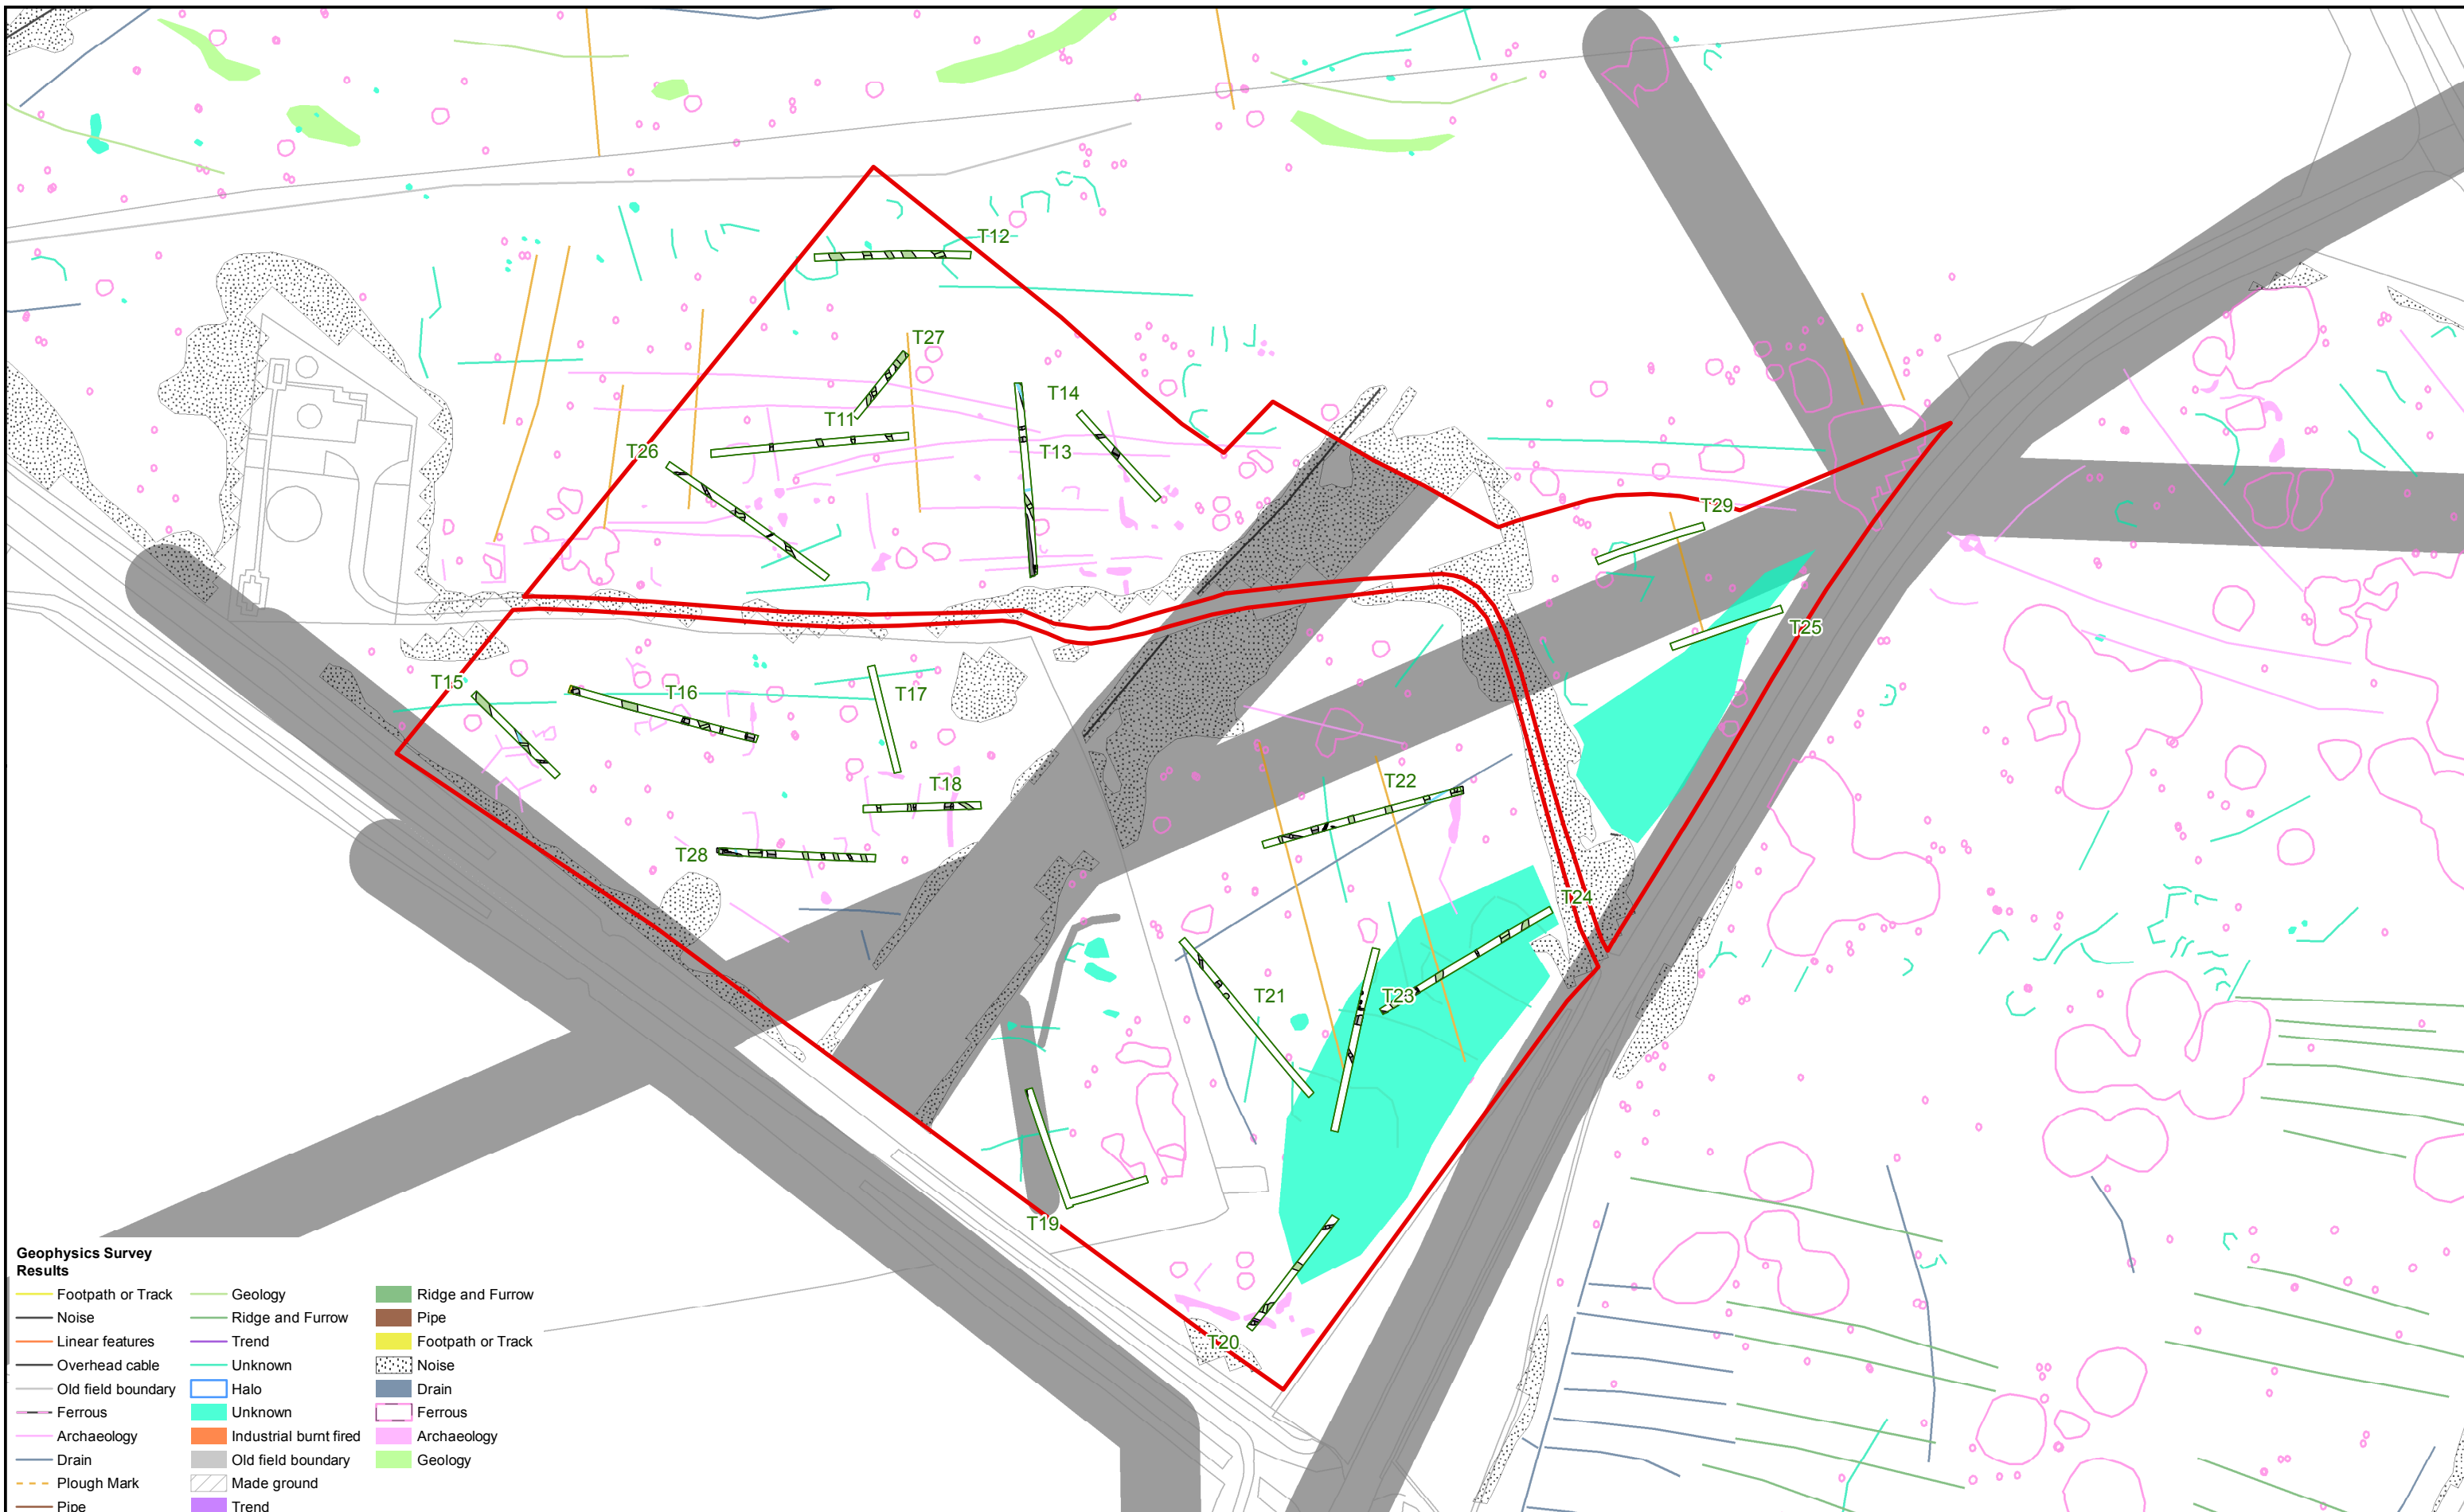 T12
T27
T14
T11
T13
T26
T29
T25
T15
T16
T17
T22
T18
T28
T24
T21
T23
T19
T20
Geophysics Survey
Results
Footpath or Track
Noise
Linear features
Overhead cable
Old field boundary
Ferrous
Archaeology
Drain
Plough Mark
Pipe
Geology
Ridge and Furrow
Trend
Unknown
Halo
Unknown
Industrial burnt fired
Old field boundary
Made ground
Trend
Ridge and Furrow
Pipe
Footpath or Track
Noise
Drain
Ferrous
Archaeology
Geology